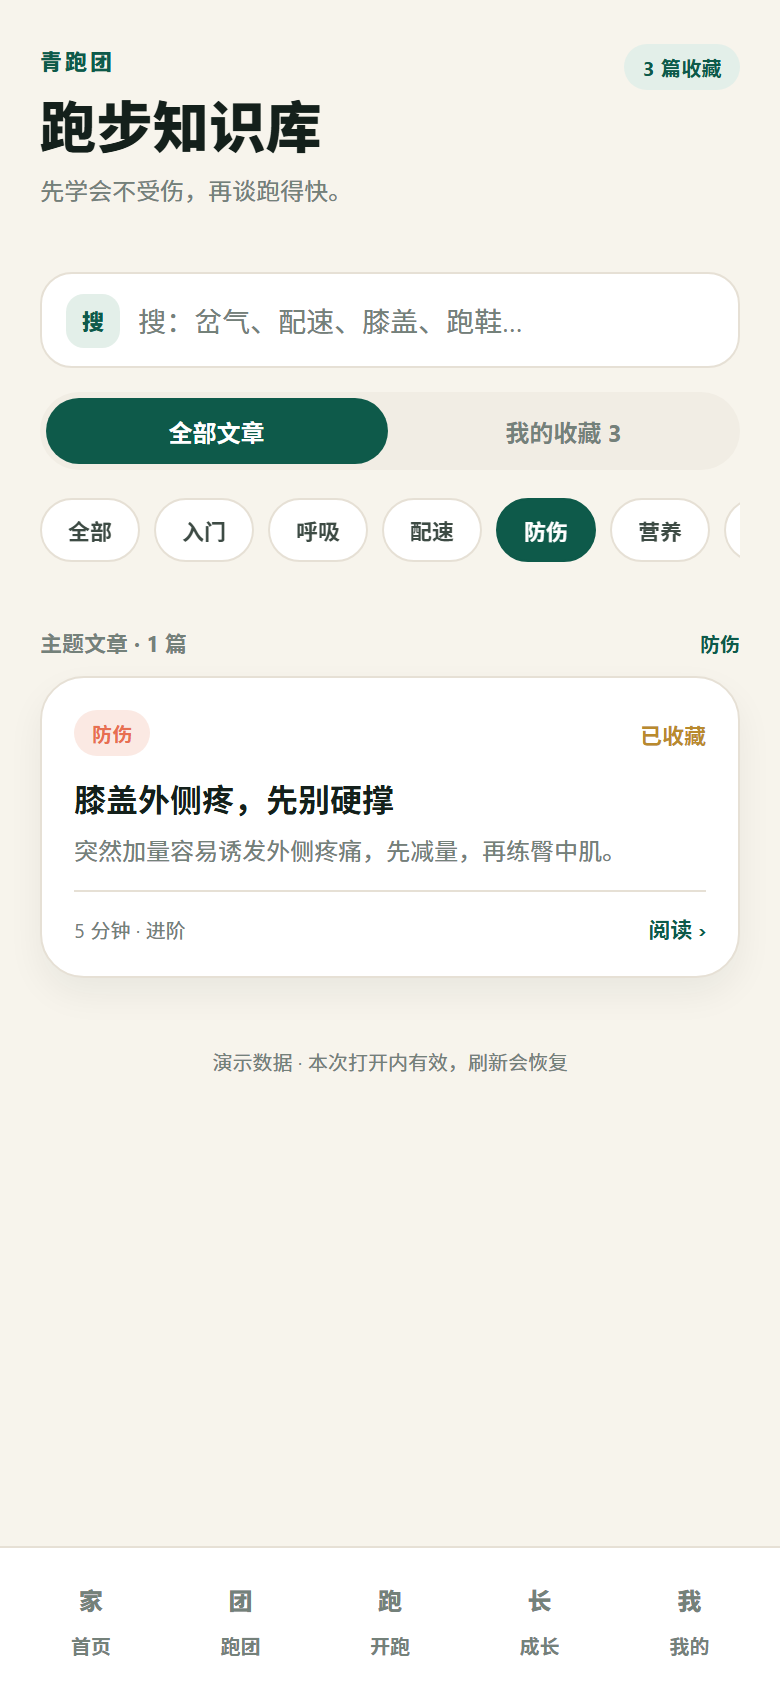 青跑团
3 篇收藏
跑步知识库
先学会不受伤，再谈跑得快。
搜 搜：岔气、配速、膝盖、跑鞋...
全部文章 我的收藏 3
全部 入门 呼吸 配速 防伤 营养
主题文章 · 1 篇 防伤
防伤 已收藏
膝盖外侧疼，先别硬撑
突然加量容易诱发外侧疼痛，先减量，再练臀中肌。
5 分钟 · 进阶 阅读 ›
演示数据 · 本次打开内有效，刷新会恢复
家 团 跑 长 我
首页 跑团 开跑 成长 我的